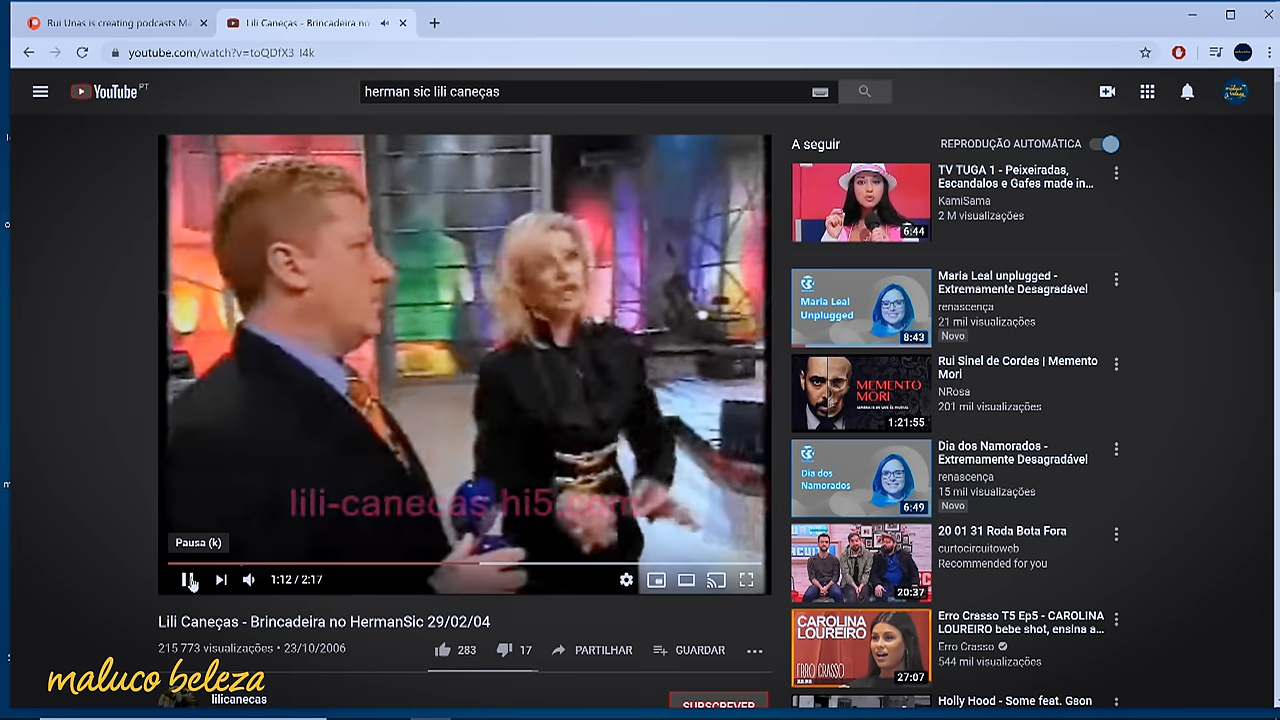 Rui Unas is creating podcasts Ma
Lili Caneças - Brincadeira no
youtube.com/watch?v=toQDfX3_l4k
YouTube PT
herman sic lili caneças
lili-canecas.hi5.com
Pausa (k)
1:12 / 2:17
Lili Caneças - Brincadeira no HermanSic 29/02/04
215 773 visualizações • 23/10/2006
283
17
PARTILHAR
GUARDAR
maluco beleza
lilicanecas
SUBSCREVER
A seguir
REPRODUÇÃO AUTOMÁTICA
TV TUGA 1 - Peixeiradas,
Escandalos e Gafes made in...
KamiSama
2 M visualizações
6:44
Maria Leal
Unplugged
8:43
Maria Leal unplugged -
Extremamente Desagradável
renascença
21 mil visualizações
Novo
MEMENTO
MORI
1:21:55
Rui Sinel de Cordes | Memento
Mori
NRosa
201 mil visualizações
Dia dos
Namorados
6:49
Dia dos Namorados -
Extremamente Desagradável
renascença
15 mil visualizações
Novo
20:37
20 01 31 Roda Bota Fora
curtocircuitoweb
Recommended for you
CAROLINA
LOUREIRO
ERRO CRASSO
27:07
Erro Crasso T5 Ep5 - CAROLINA
LOUREIRO bebe shot, ensina a...
Erro Crasso
544 mil visualizações
Holly Hood - Some feat. Gson